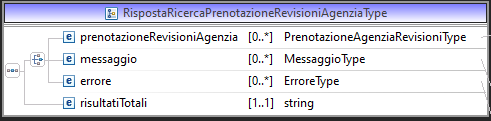 RispostaRicercaPrenotazioneRevisioniAgenziaType
e prenotazioneRevisioniAgenzia [0..*] PrenotazioneAgenziaRevisioniType
e messaggio [0..*] MessaggioType
e errore [0..*] ErroreType
e risultatiTotali [1..1] string